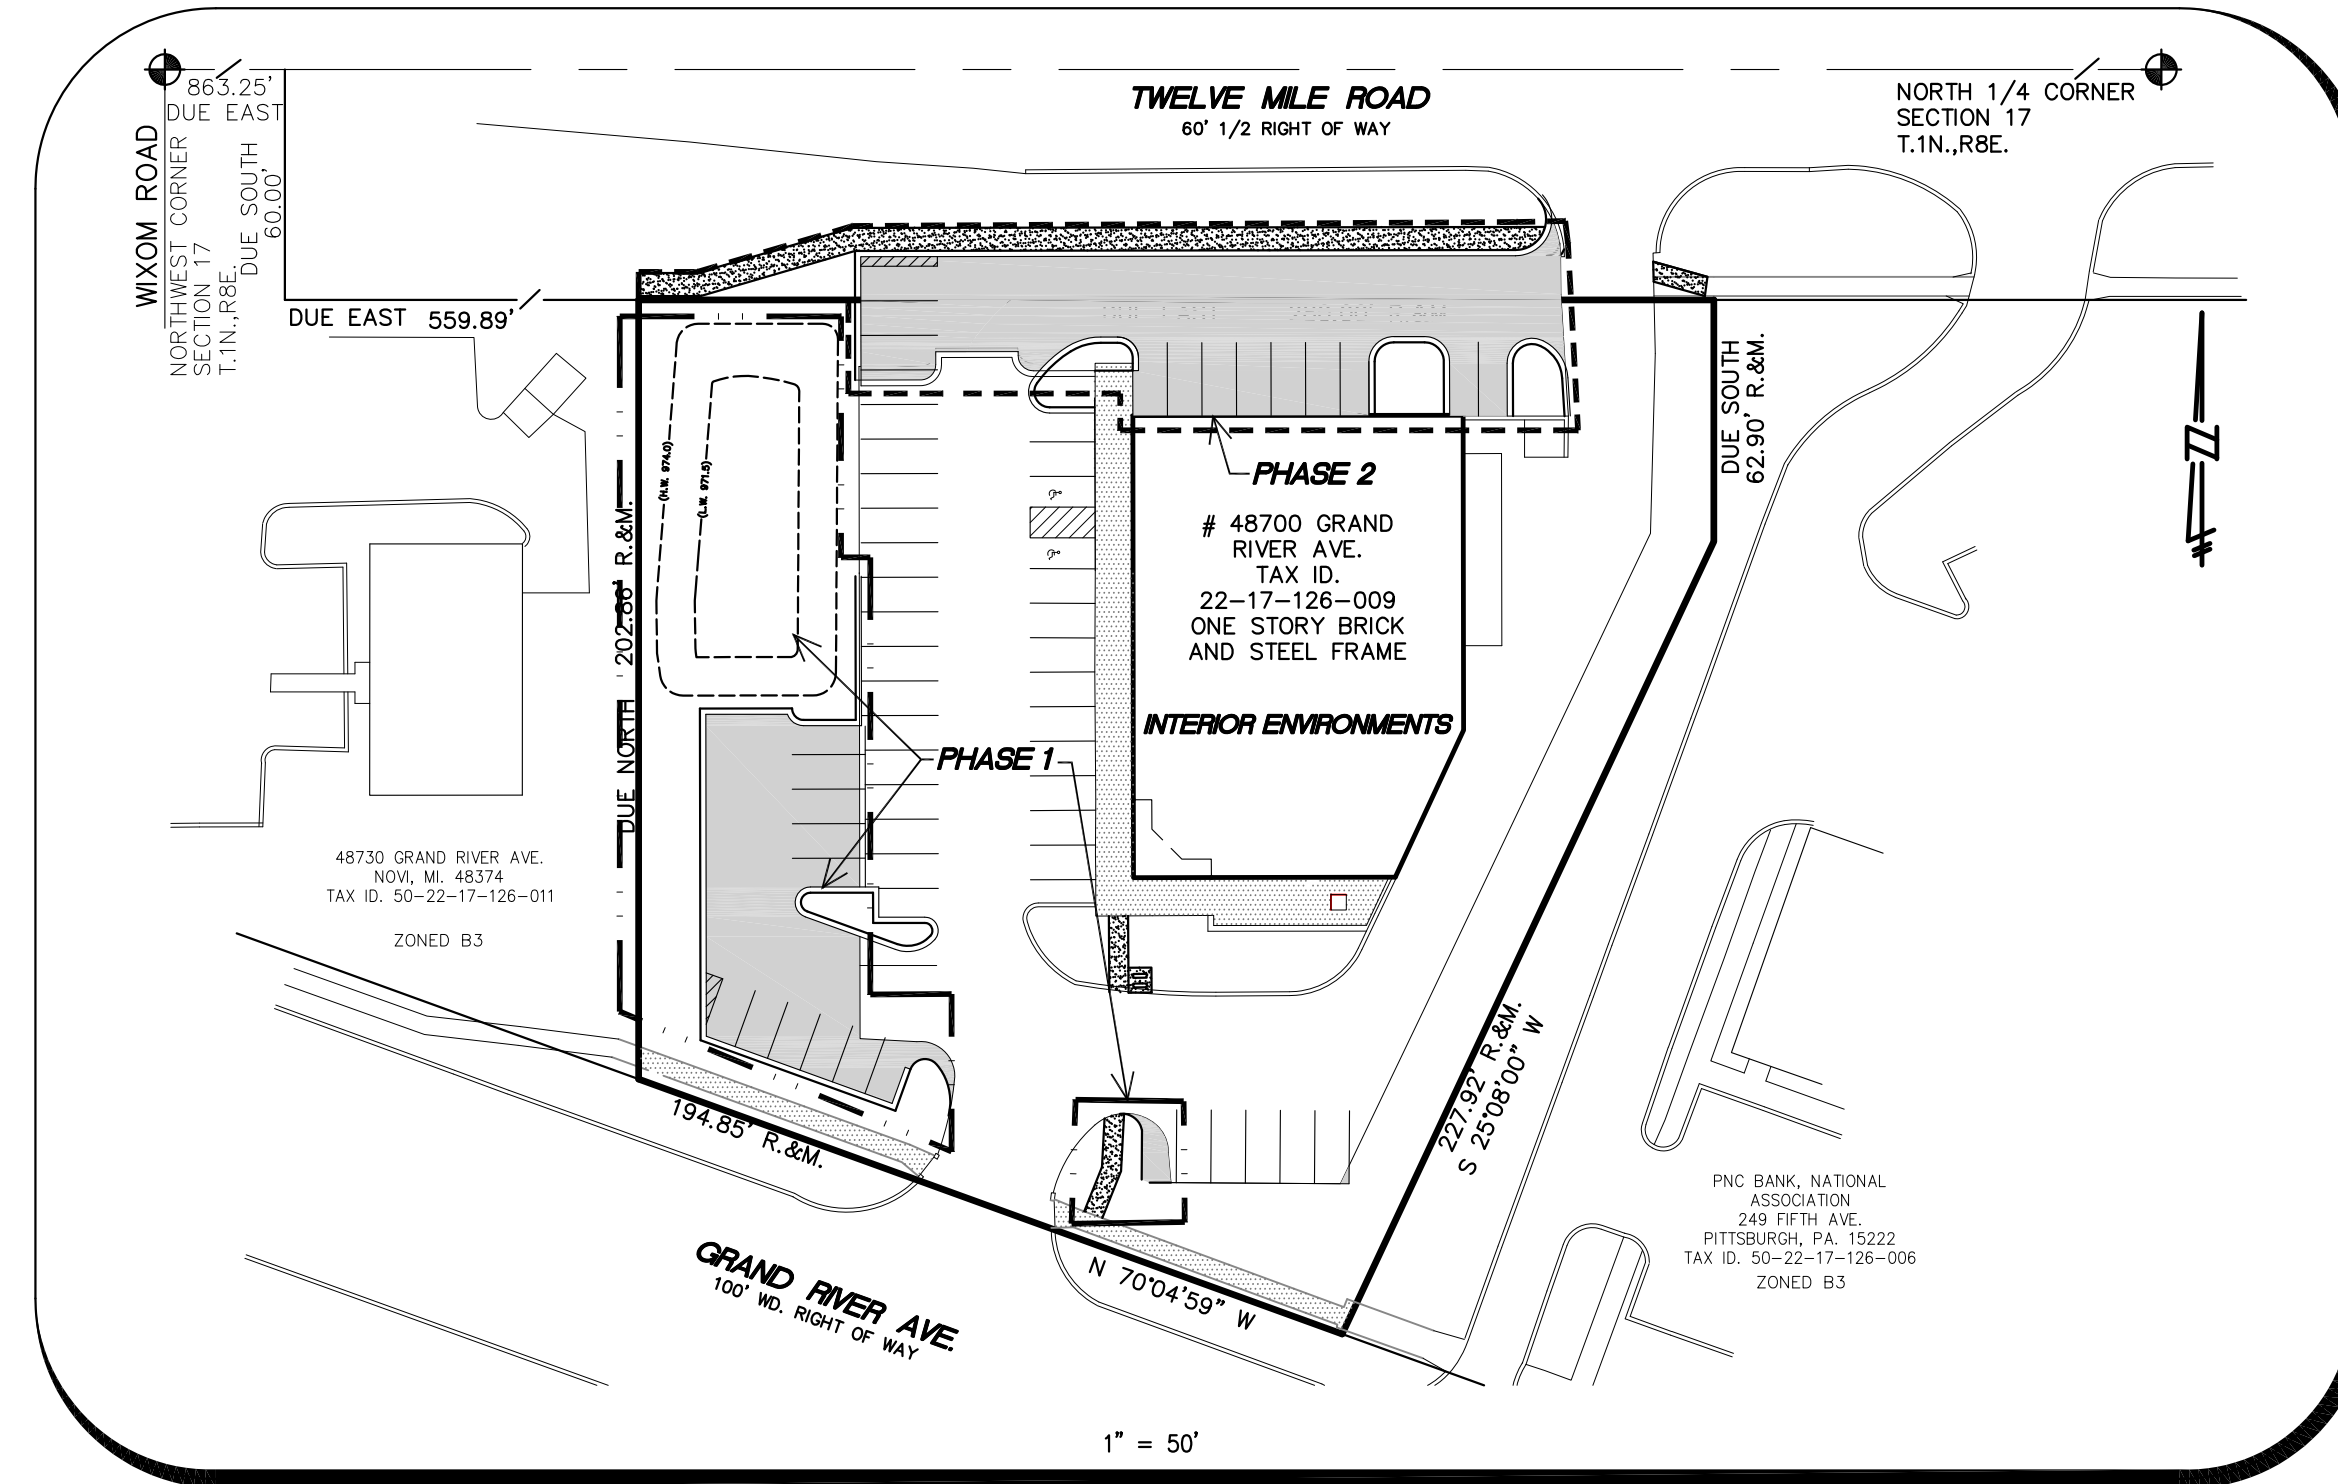 863.25'
DUE EAST
WIXOM ROAD
NORTHWEST CORNER
SECTION 17
T.1N.,R8E.
DUE SOUTH
60.00'
TWELVE MILE ROAD
60' 1/2 RIGHT OF WAY
NORTH 1/4 CORNER
SECTION 17
T.1N.,R8E.
DUE EAST 559.89'
DUE SOUTH
62.90' R.&M.
(H.W. 974.0)
(L.W. 971.5)
DUE NORTH 202.86' R.&M.
PHASE 2
# 48700 GRAND
RIVER AVE.
TAX ID.
22-17-126-009
ONE STORY BRICK
AND STEEL FRAME
INTERIOR ENVIRONMENTS
PHASE 1
48730 GRAND RIVER AVE.
NOVI, MI. 48374
TAX ID. 50-22-17-126-011
ZONED B3
194.85' R.&M.
N 70°04'59" W
227.92' R.&M.
S 25°08'00" W
GRAND RIVER AVE.
100' WD. RIGHT OF WAY
PNC BANK, NATIONAL
ASSOCIATION
249 FIFTH AVE.
PITTSBURGH, PA. 15222
TAX ID. 50-22-17-126-006
ZONED B3
1" = 50'